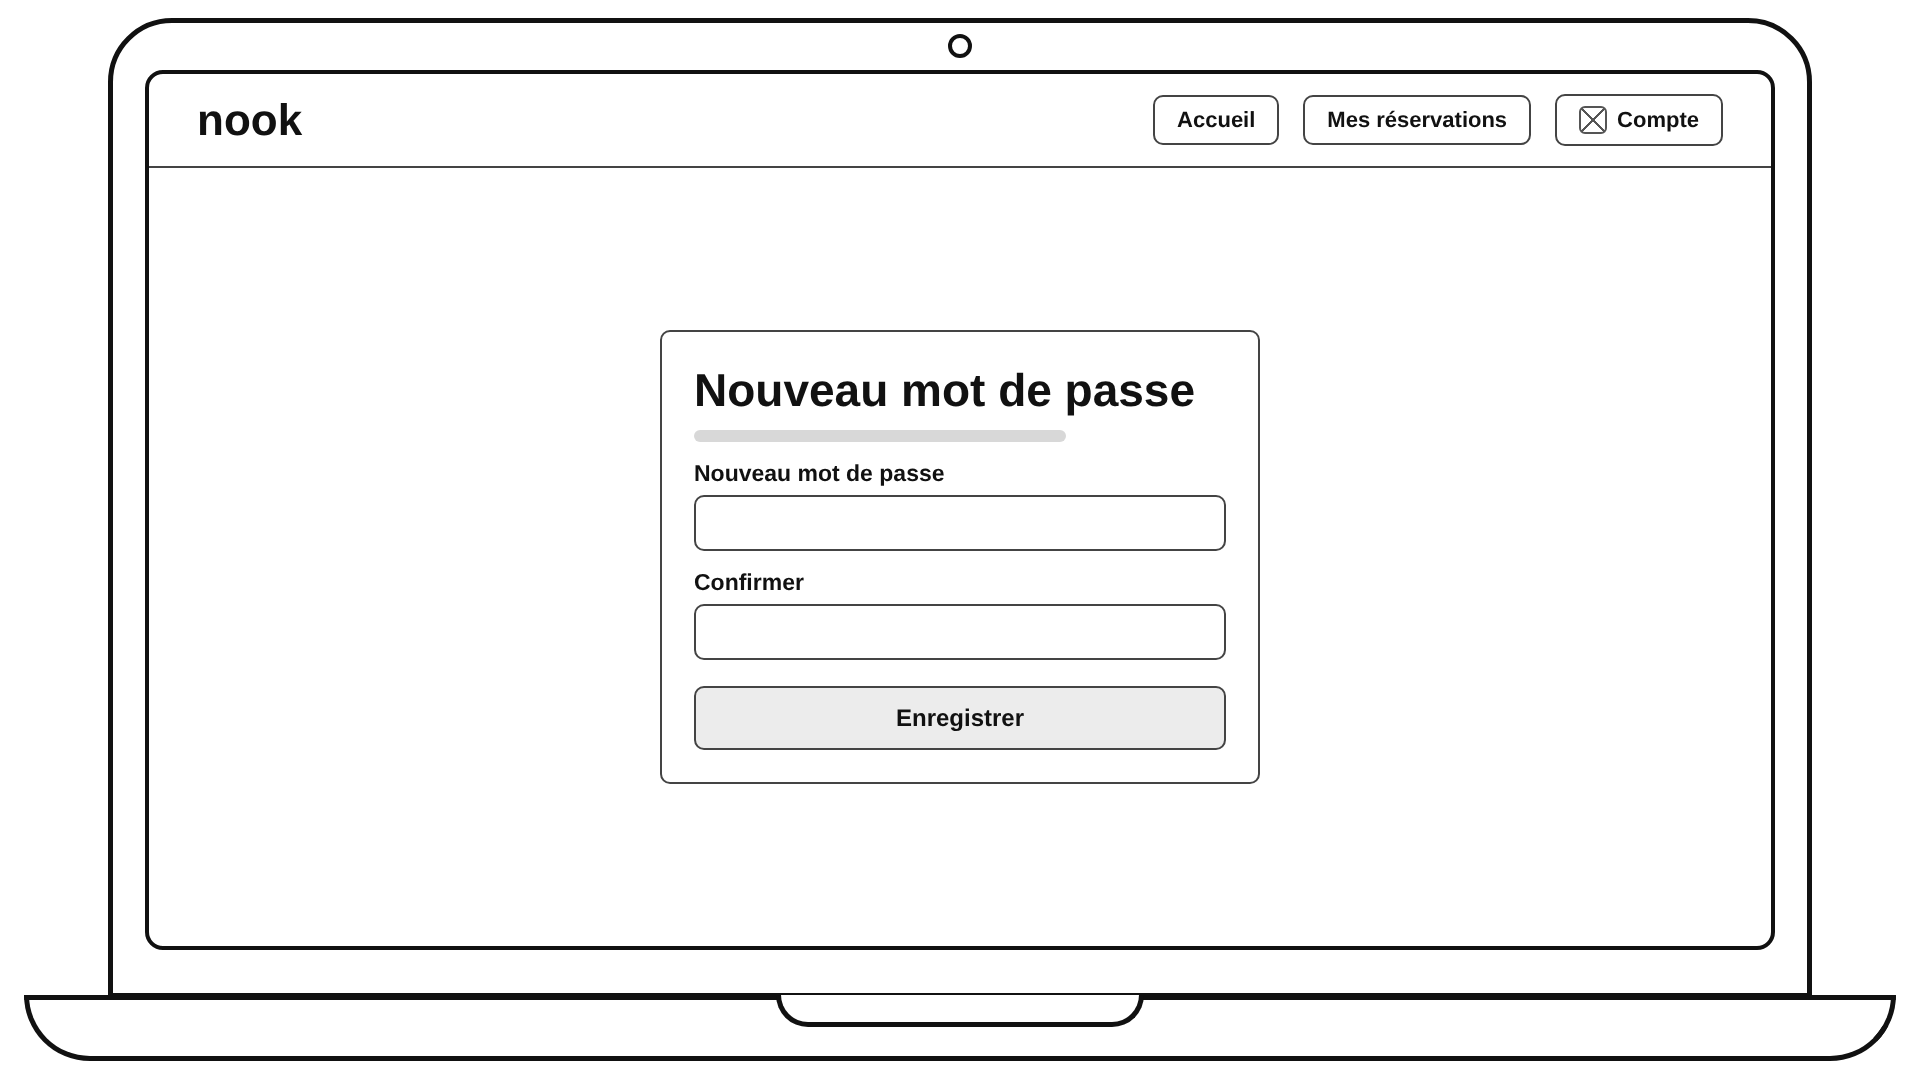 nook
Accueil
Mes réservations
Compte
Nouveau mot de passe
Nouveau mot de passe
Confirmer
Enregistrer